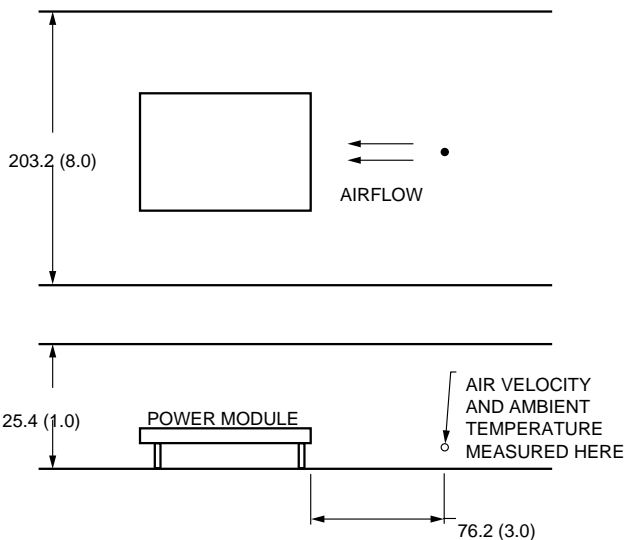 203.2 (8.0)
AIRFLOW
AIR VELOCITY
AND AMBIENT
TEMPERATURE
MEASURED HERE
25.4 (1.0)
POWER MODULE
76.2 (3.0)